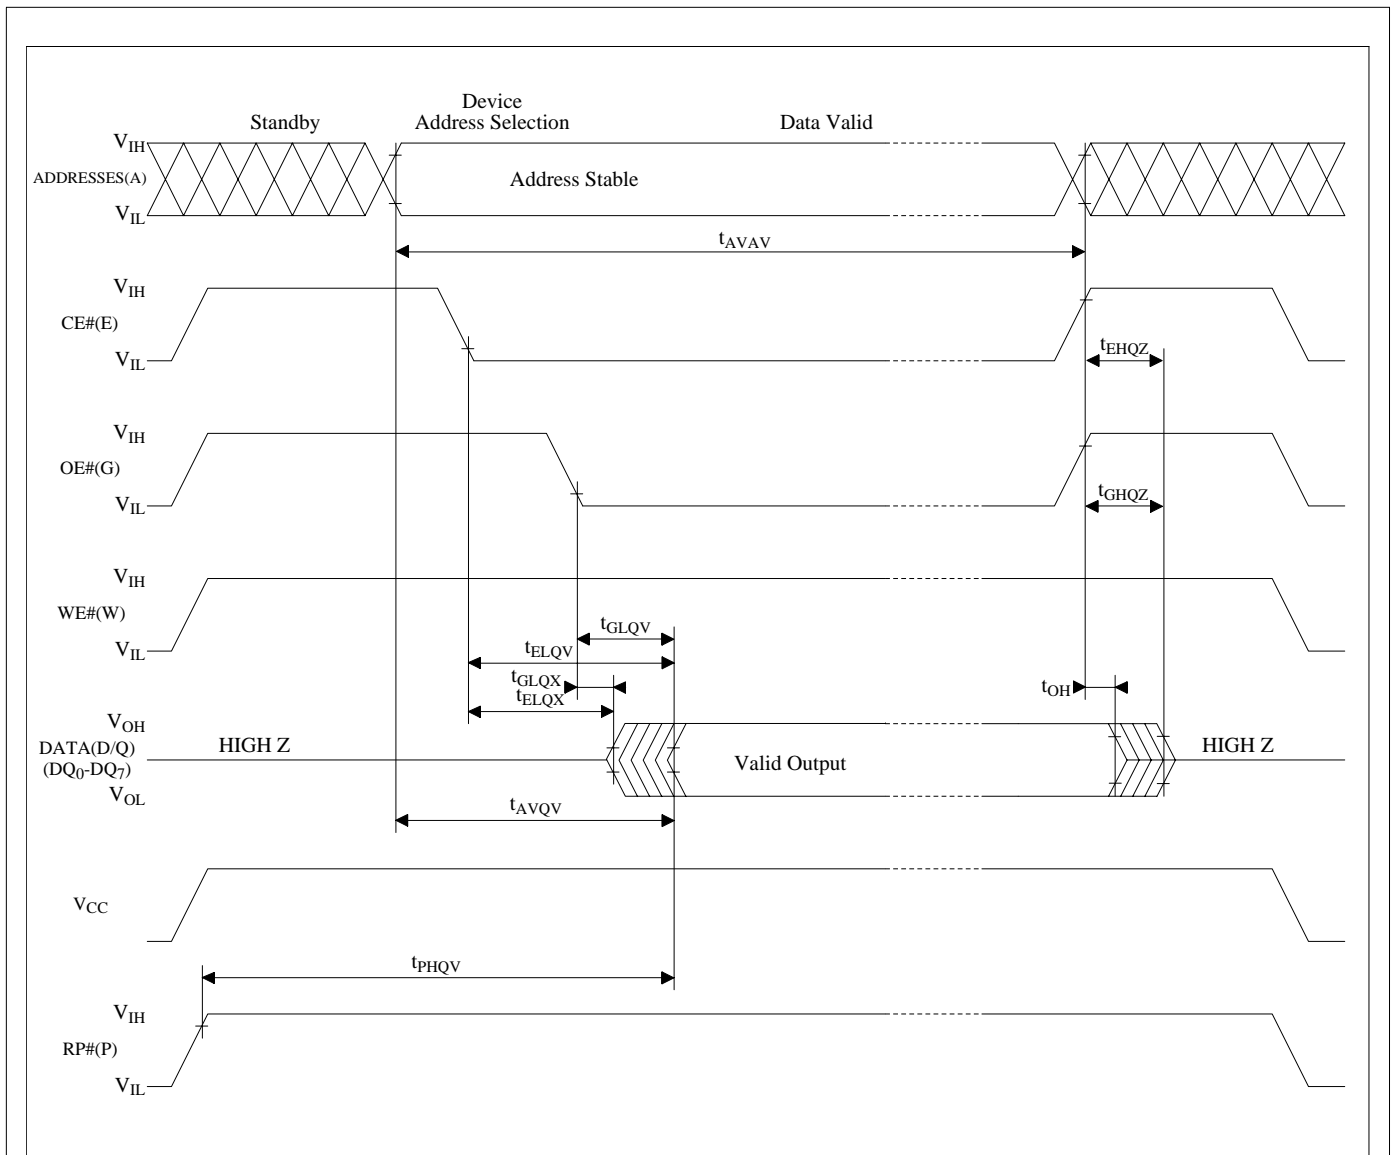 Device
Standby Address Selection Data Valid
VIH
ADDRESSES(A) Address Stable
VIL
tAVAV
VIH
CE#(E)
VIL
tEHQZ
VIH
OE#(G)
VIL
tGHQZ
VIH
WE#(W)
VIL
tGLQV
tELQV
tGLQX
tELQX
tOH
VOH
DATA(D/Q) HIGH Z Valid Output HIGH Z
(DQ0-DQ7)
VOL
tAVQV
VCC
tPHQV
VIH
RP#(P)
VIL